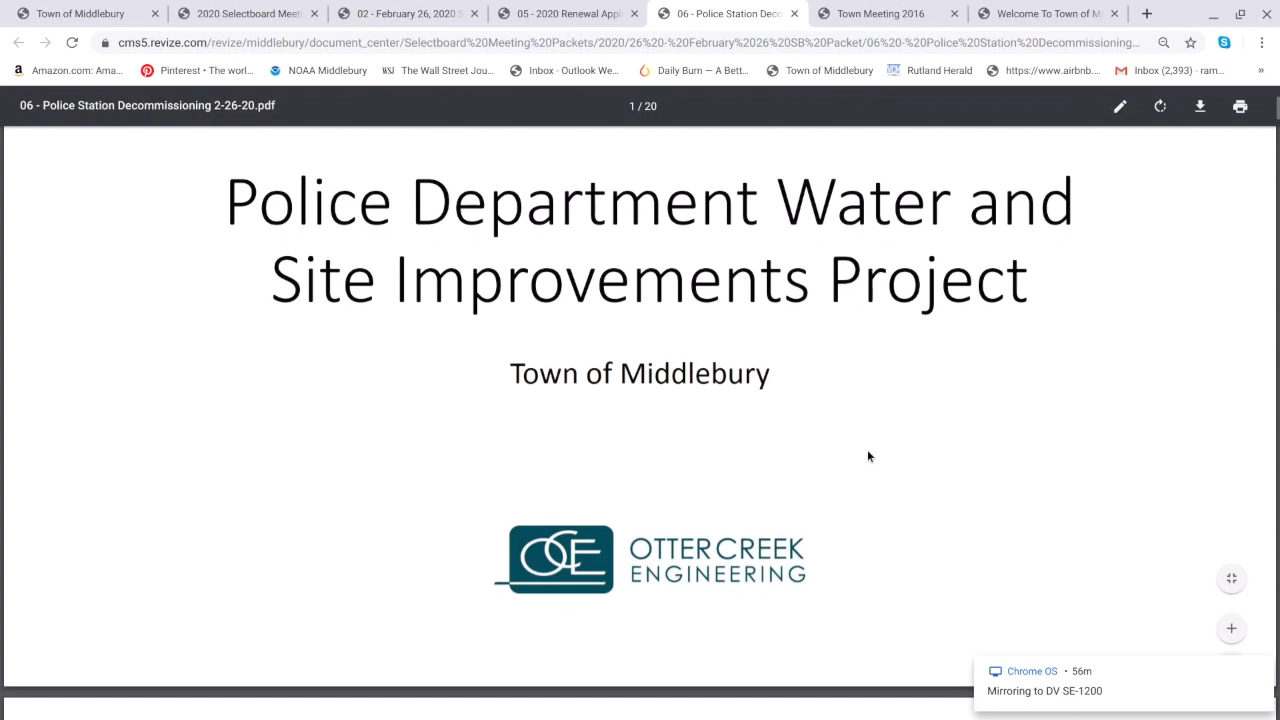 Town of Middlebury
2020 Selectboard Meet
02 - February 26, 2020 S
05 - 2020 Renewal Appl
06 - Police Station Deco
Town Meeting 2016
Welcome To Town of M
cms5.revize.com/revize/middlebury/document_center/Selectboard%20Meeting%20Packets/2020/26%20-%20February%2026%20SB%20Packet/06%20-%20Police%20Station%20Decommissioning...
a Amazon.com: Ama...
Pinterest • The worl...
NOAA Middlebury
WSJ The Wall Street Jou...
Inbox - Outlook We...
Daily Burn — A Bett...
Town of Middlebury
Rutland Herald
https://www.airbnb....
Inbox (2,393) - ram...
»
06 - Police Station Decommissioning 2-26-20.pdf
1 / 20
Police Department Water and
Site Improvements Project
Town of Middlebury
OCE
OTTER CREEK
ENGINEERING
Chrome OS • 56m
Mirroring to DV SE-1200